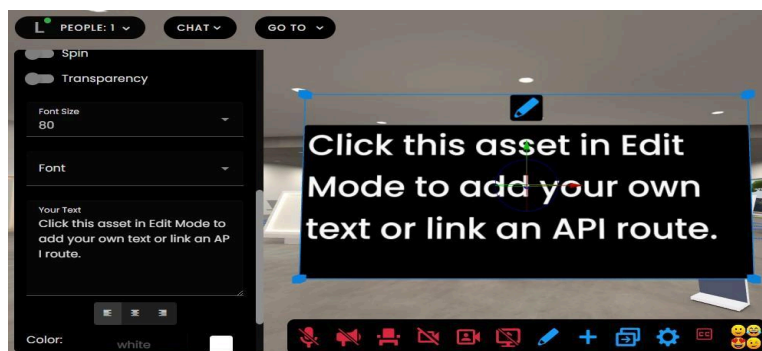 L PEOPLE: 1
CHAT
GO TO
Spin
Transparency
Font Size
80
Font
Your Text
Click this asset in Edit Mode to
add your own text or link an AP
I route.
Color:
white
Click this asset in Edit
Mode to add your own
text or link an API route.
CC